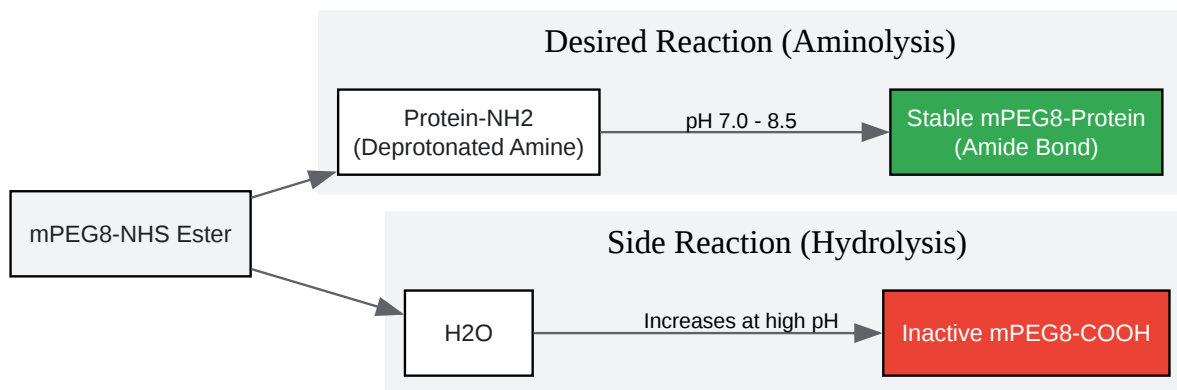 Desired Reaction (Aminolysis)
Protein-NH2
(Deprotonated Amine)
pH 7.0 - 8.5
Stable mPEG8-Protein
(Amide Bond)
mPEG8-NHS Ester
Side Reaction (Hydrolysis)
H2O
Increases at high pH
Inactive mPEG8-COOH